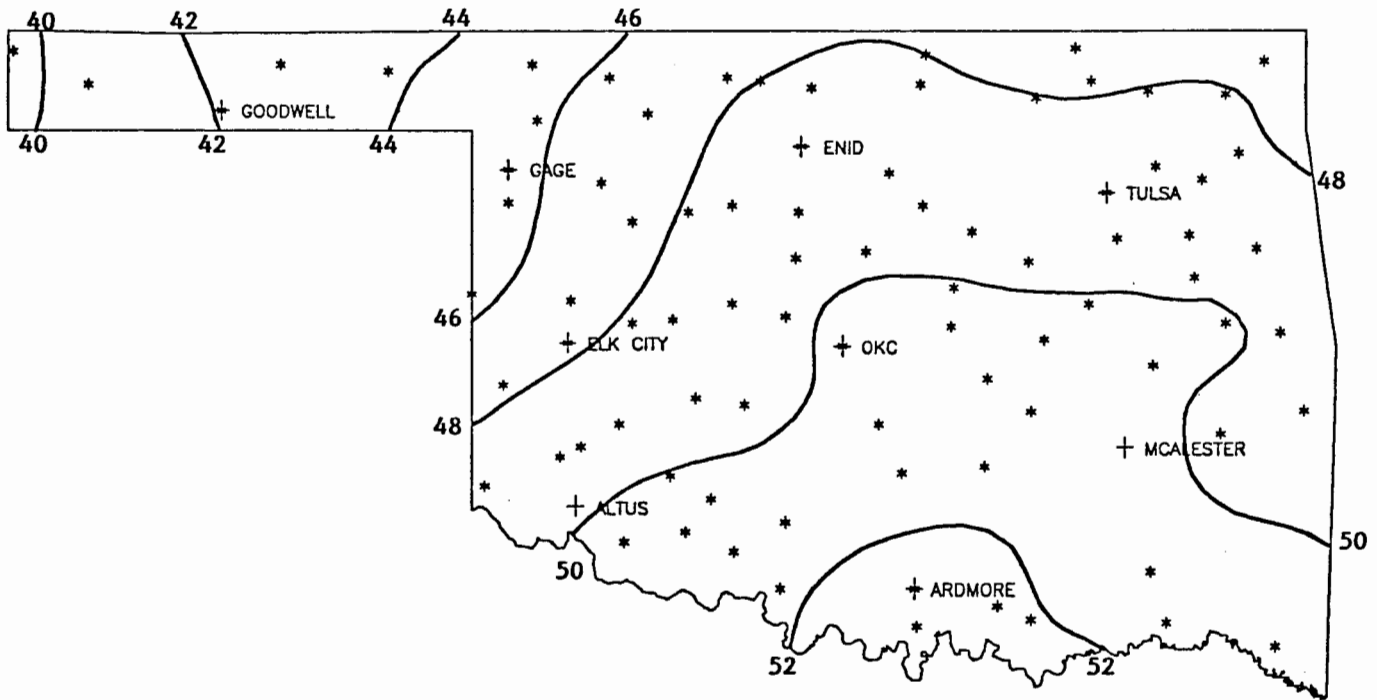 40 42 44 46
GOODWELL
40 42 44
ENID
GAGE
48
TULSA
46
ELK CITY
OKC
48
MCALESTER
ALTUS
50
50
ARDMORE
52 52